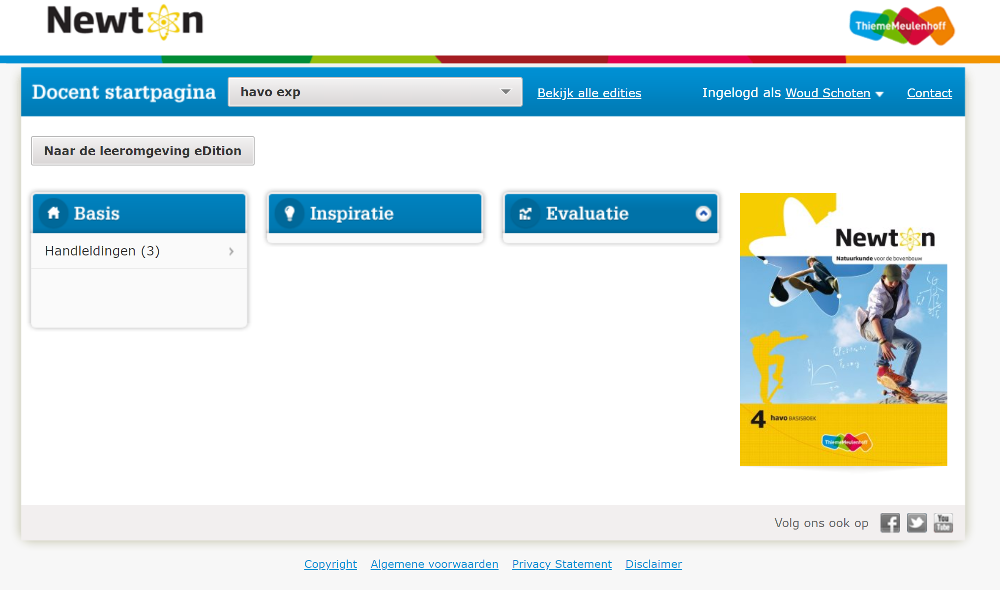 Newton
ThiemeMeulenhoff
Docent startpagina
havo exp
Bekijk alle edities
Ingelogd als Woud Schoten
Contact
Naar de leeromgeving eDition
Basis
Handleidingen (3)
Inspiratie
Evaluatie
Newton
Natuurkunde voor de bovenbouw
4 havo BASISBOEK
ThiemeMeulenhoff
Volg ons ook op
You
Tube
Copyright
Algemene voorwaarden
Privacy Statement
Disclaimer